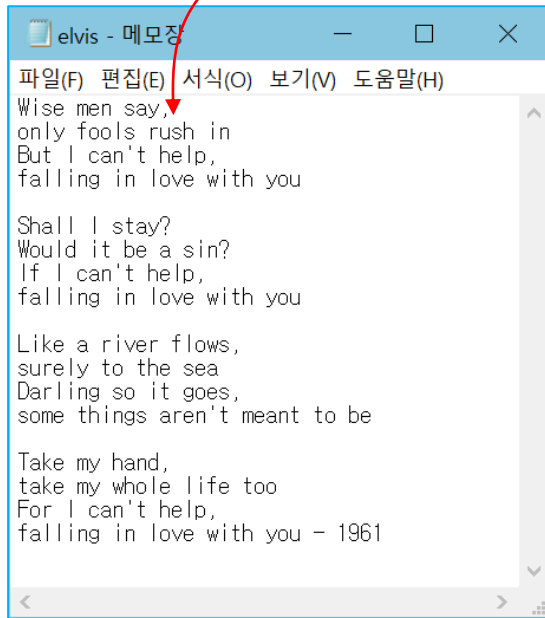 elvis - 메모장
파일(F) 편집(E) 서식(O) 보기(V) 도움말(H)
Wise men say,
only fools rush in
But I can't help,
falling in love with you

Shall I stay?
Would it be a sin?
If I can't help,
falling in love with you

Like a river flows,
surely to the sea
Darling so it goes,
some things aren't meant to be

Take my hand,
take my whole life too
For I can't help,
falling in love with you - 1961